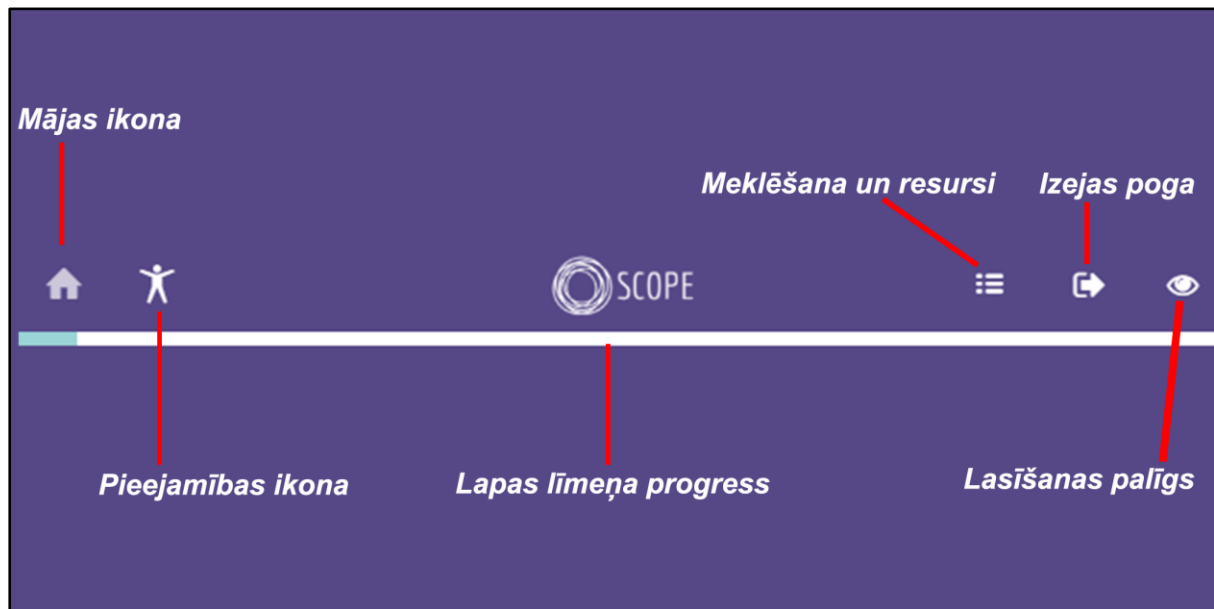 Mājas ikona
Meklēšana un resursi
Izejas poga
SCOPE
Pieejamības ikona
Lapas līmeņa progress
Lasīšanas palīgs